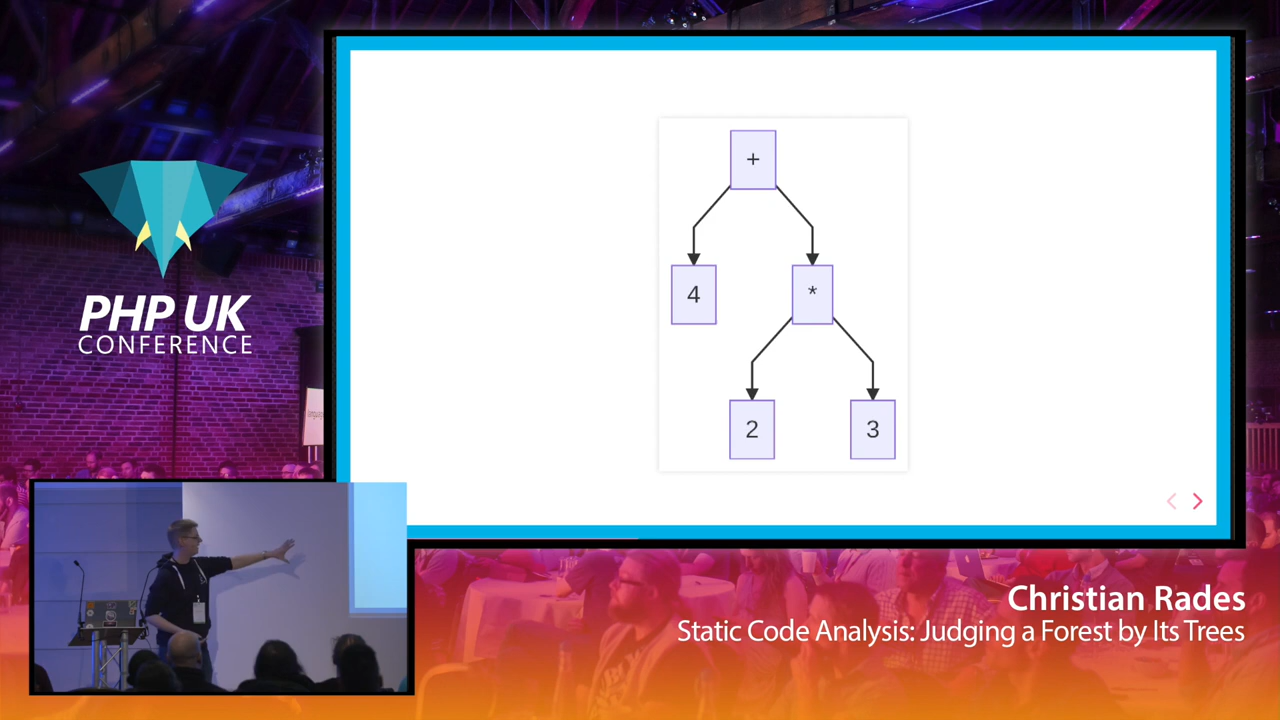 PHP UK
CONFERENCE
+
4
*
2
3
Christian Rades
Static Code Analysis: Judging a Forest by Its Trees